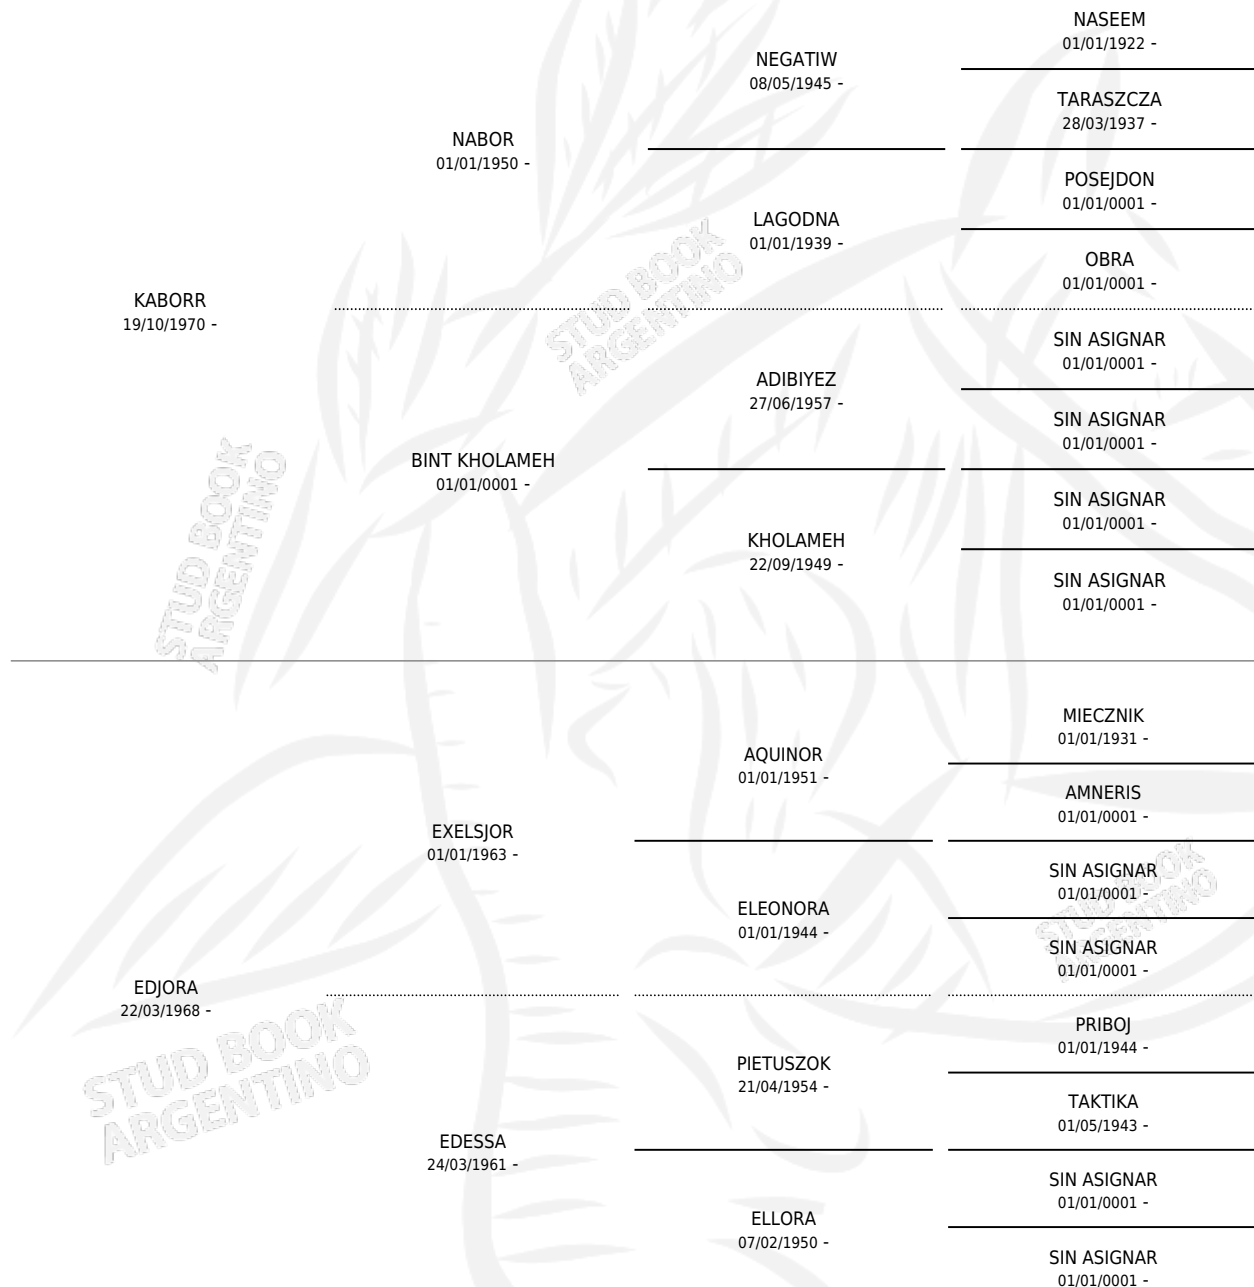 NASEEM
01/01/1922 -
NEGATIW
08/05/1945 -
TARASZCZA
28/03/1937 -
NABOR
01/01/1950 -
POSEJDON
01/01/0001 -
LAGODNA
01/01/1939 -
OBRA
01/01/0001 -
KABORR
19/10/1970 -
STUD BOOK
ARGENTINO
SIN ASIGNAR
01/01/0001 -
ADIBIYEZ
27/06/1957 -
SIN ASIGNAR
01/01/0001 -
BINT KHOLAMEH
01/01/0001 -
SIN ASIGNAR
01/01/0001 -
KHOLAMEH
22/09/1949 -
SIN ASIGNAR
01/01/0001 -
STUD BOOK
ARGENTINO
MIECZNIK
01/01/1931 -
AQUINOR
01/01/1951 -
AMNERIS
01/01/0001 -
EXELSJOR
01/01/1963 -
SIN ASIGNAR
01/01/0001 -
ELEONORA
01/01/1944 -
STUD BOOK
ARGENTINO
SIN ASIGNAR
01/01/0001 -
EDJORA
22/03/1968 -
STUD BOOK
ARGENTINO
PRIBOJ
01/01/1944 -
PIETUSZOK
21/04/1954 -
TAKTIKA
01/05/1943 -
EDESSA
24/03/1961 -
SIN ASIGNAR
01/01/0001 -
ELLORA
07/02/1950 -
SIN ASIGNAR
01/01/0001 -